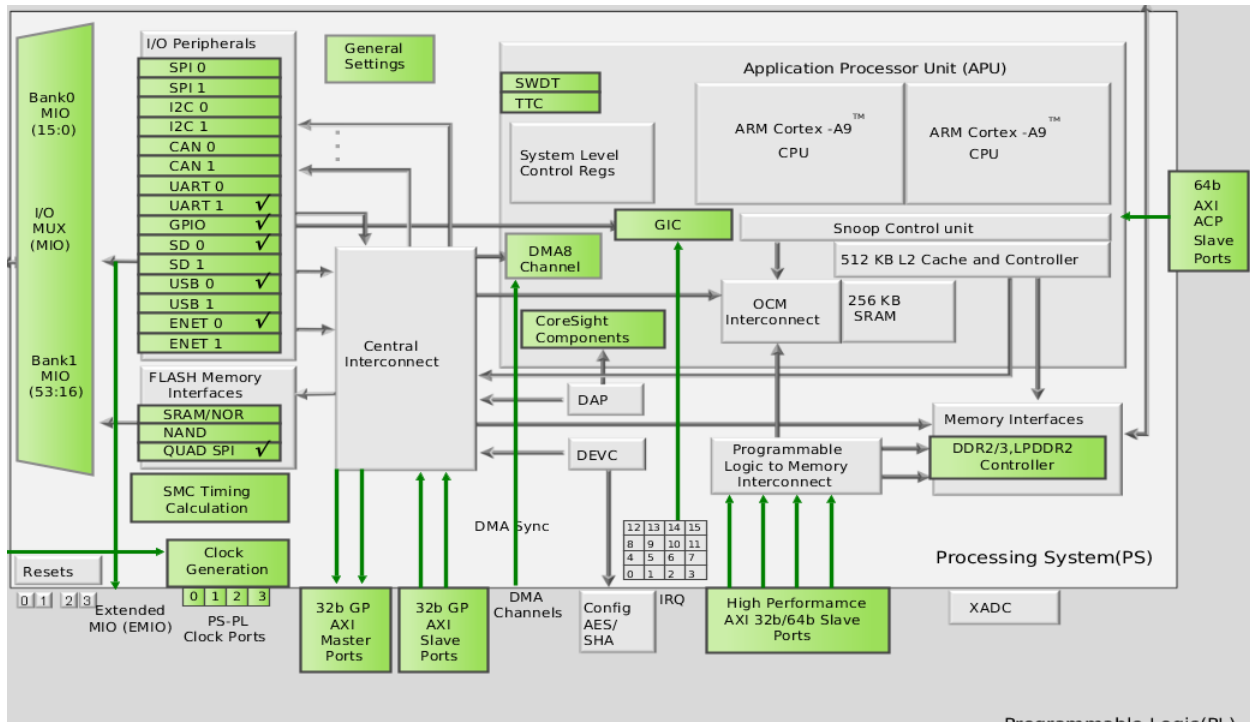 I/O Peripherals
SPI 0
SPI 1
I2C 0
I2C 1
CAN 0
CAN 1
UART 0
UART 1 √
GPIO √
SD 0 √
SD 1
USB 0 √
USB 1
ENET 0 √
ENET 1
Bank0
MIO
(15:0)
I/O
MUX
(MIO)
Bank1
MIO
(53:16)
General
Settings
FLASH Memory
Interfaces
SRAM/NOR
NAND
QUAD SPI √
SMC Timing
Calculation
Clock
Generation
0 1 2 3
PS-PL
Clock Ports
Resets
0 1 2 3
Extended
MIO (EMIO)
Central
Interconnect
32b GP
AXI
Master
Ports
32b GP
AXI
Slave
Ports
Application Processor Unit (APU)
SWDT
TTC
System Level
Control Regs
ARM Cortex -A9™
CPU
ARM Cortex -A9™
CPU
GIC
Snoop Control unit
512 KB L2 Cache and Controller
DMA8
Channel
OCM
Interconnect
256 KB
SRAM
CoreSight
Components
DAP
DEVC
DMA Sync
DMA
Channels
Config
AES/
SHA
12 13 14 15
8 9 10 11
4 5 6 7
0 1 2 3
IRQ
Programmable
Logic to Memory
Interconnect
Memory Interfaces
DDR2/3,LPDDR2
Controller
High Performamce
AXI 32b/64b Slave
Ports
64b
AXI
ACP
Slave
Ports
Processing System(PS)
XADC
Programmable Logic(PL)